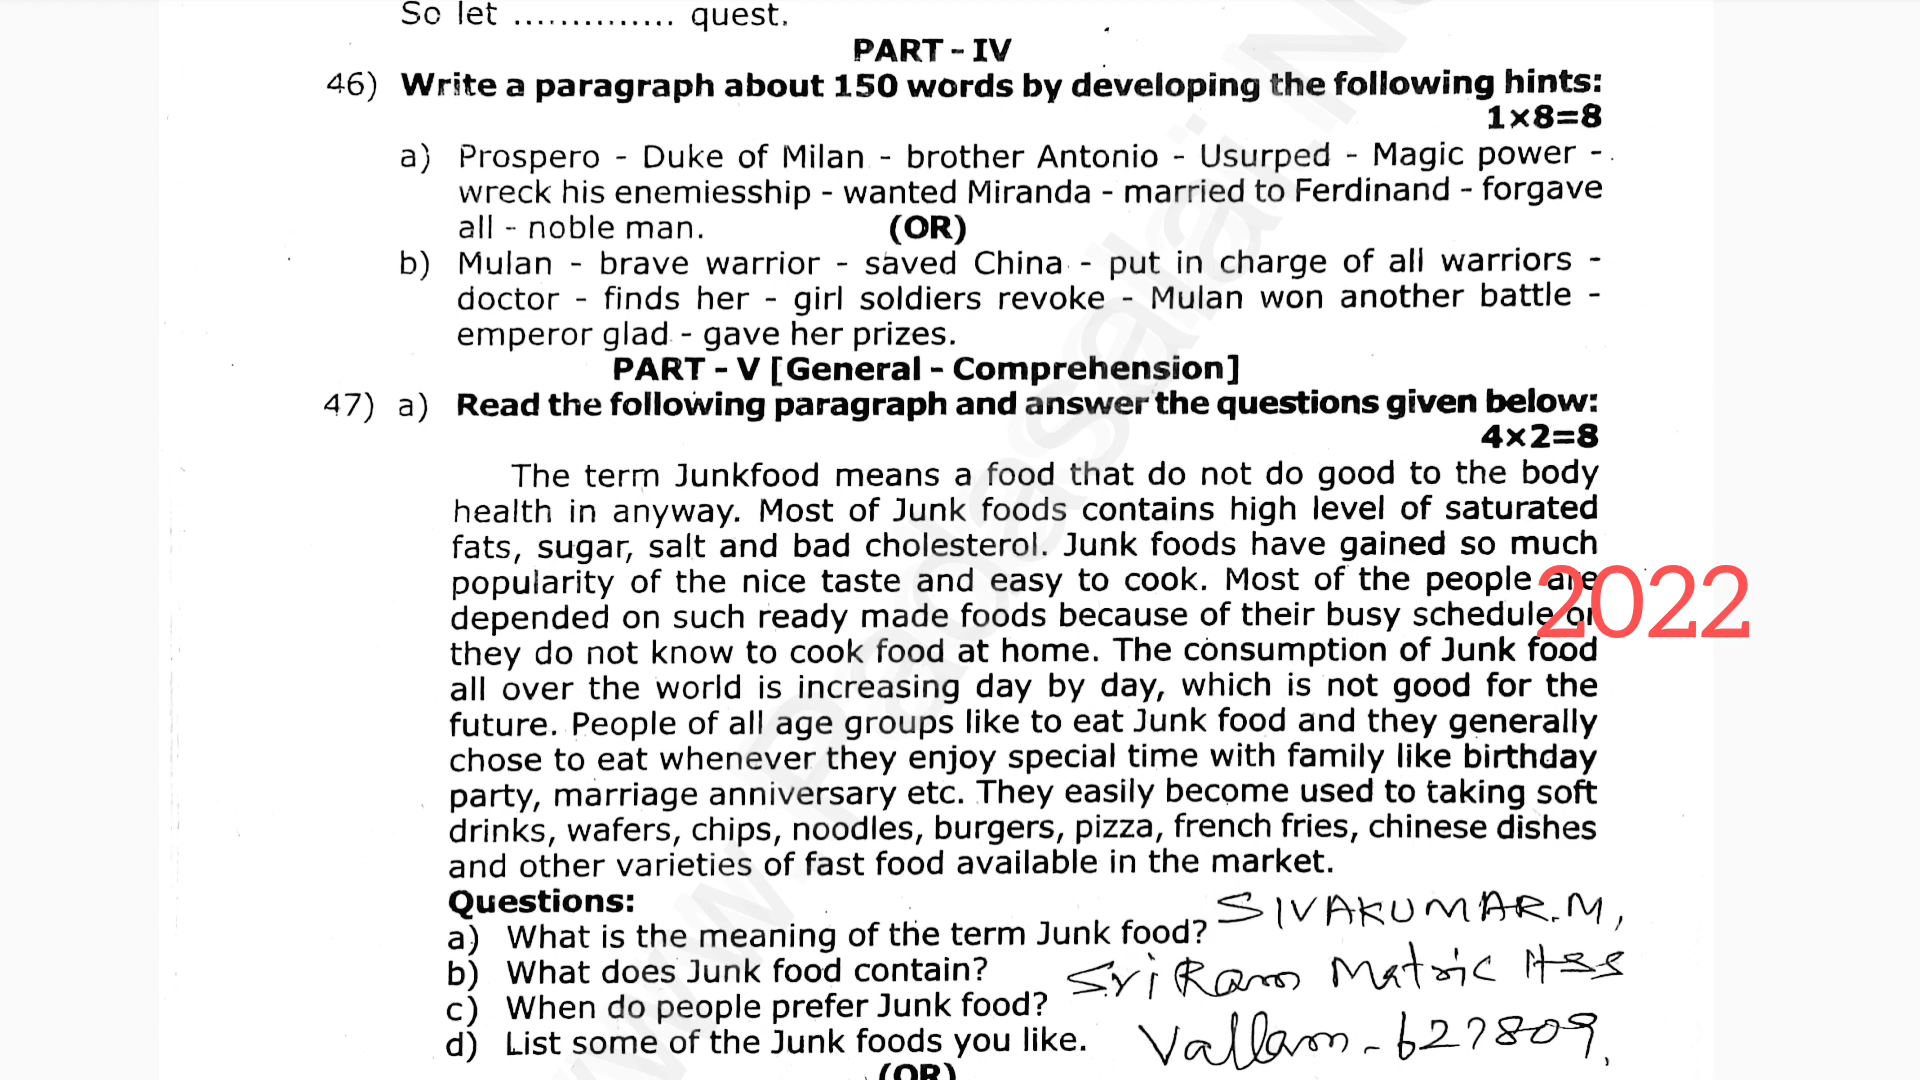 So let .............. quest.
PART - IV
46) Write a paragraph about 150 words by developing the following hints:
1×8=8
a) Prospero - Duke of Milan - brother Antonio - Usurped - Magic power -
wreck his enemiesship - wanted Miranda - married to Ferdinand - forgave
all - noble man. (OR)
b) Mulan - brave warrior - saved China - put in charge of all warriors -
doctor - finds her - girl soldiers revoke - Mulan won another battle -
emperor glad - gave her prizes.
PART - V [General - Comprehension]
47) a) Read the following paragraph and answer the questions given below:
4×2=8
The term Junkfood means a food that do not do good to the body
health in anyway. Most of Junk foods contains high level of saturated
fats, sugar, salt and bad cholesterol. Junk foods have gained so much
popularity of the nice taste and easy to cook. Most of the people are
depended on such ready made foods because of their busy schedule or
they do not know to cook food at home. The consumption of Junk food
all over the world is increasing day by day, which is not good for the
future. People of all age groups like to eat Junk food and they generally
chose to eat whenever they enjoy special time with family like birthday
party, marriage anniversary etc. They easily become used to taking soft
drinks, wafers, chips, noodles, burgers, pizza, french fries, chinese dishes
and other varieties of fast food available in the market.
2022
Questions:
a) What is the meaning of the term Junk food?
b) What does Junk food contain?
c) When do people prefer Junk food?
d) List some of the Junk foods you like.
(OR)
SIVAKUMAR.M,
Sri Ram Matric HSS
Vallam - 627809.